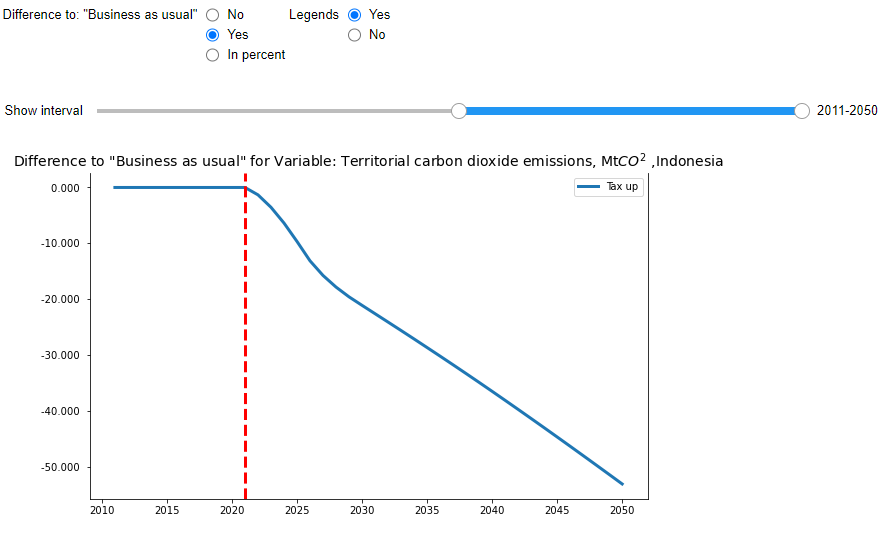 Difference to: "Business as usual" No Legends Yes
Yes No
In percent
Show interval 2011-2050
Difference to "Business as usual" for Variable: Territorial carbon dioxide emissions, MtCO² ,Indonesia
Tax up
0.000
-10.000
-20.000
-30.000
-40.000
-50.000
2010 2015 2020 2025 2030 2035 2040 2045 2050